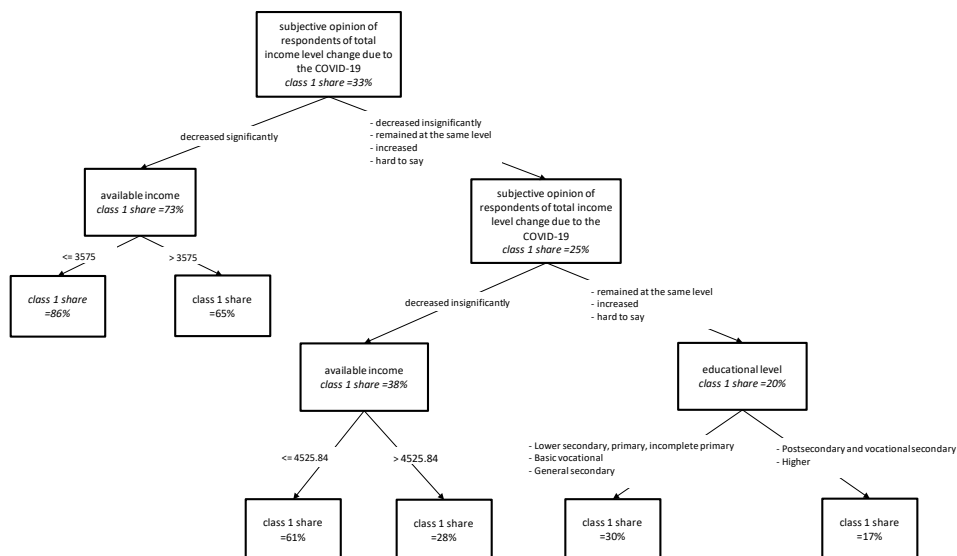 subjective opinion of
respondents of total
income level change due to
the COVID-19
class 1 share =33%
decreased significantly
- decreased insignificantly
- remained at the same level
- increased
- hard to say
available income
class 1 share =73%
subjective opinion of
respondents of total income
level change due to the
COVID-19
class 1 share =25%
<= 3575
> 3575
class 1 share
=86%
class 1 share
=65%
decreased insignificantly
- remained at the same level
- increased
- hard to say
available income
class 1 share =38%
educational level
class 1 share =20%
<= 4525.84
> 4525.84
- Lower secondary, primary, incomplete primary
- Basic vocational
- General secondary
- Postsecondary and vocational secondary
- Higher
class 1 share
=61%
class 1 share
=28%
class 1 share
=30%
class 1 share
=17%